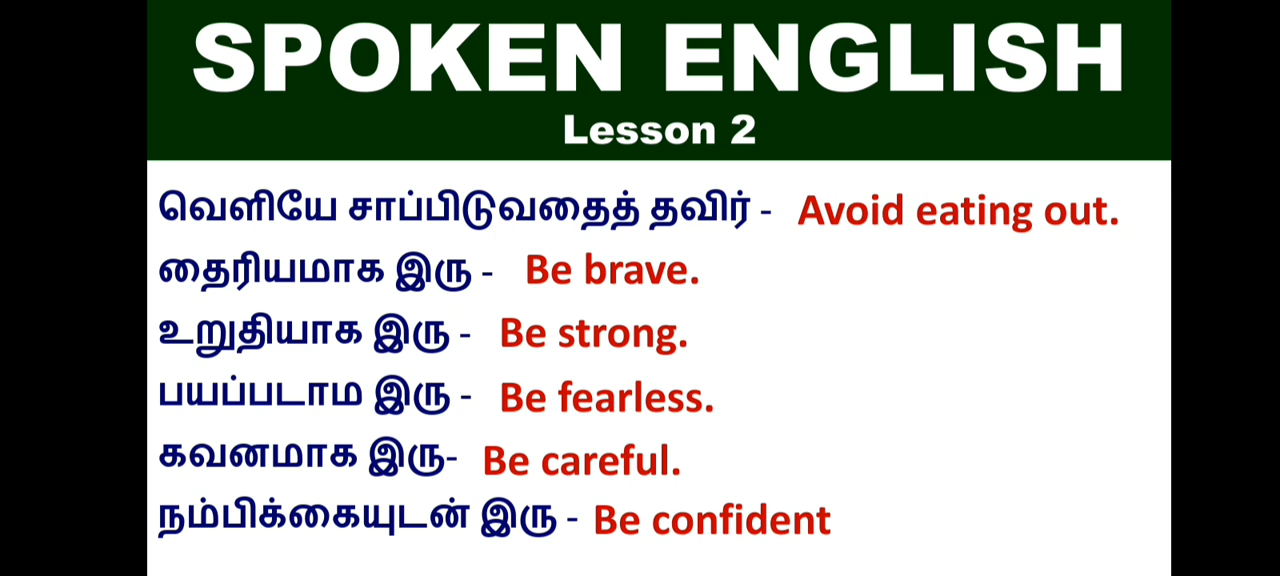 SPOKEN ENGLISH
Lesson 2
வெளியே சாப்பிடுவதைத் தவிர் - Avoid eating out.
தைரியமாக இரு - Be brave.
உறுதியாக இரு - Be strong.
பயப்படாம இரு - Be fearless.
கவனமாக இரு- Be careful.
நம்பிக்கையுடன் இரு - Be confident